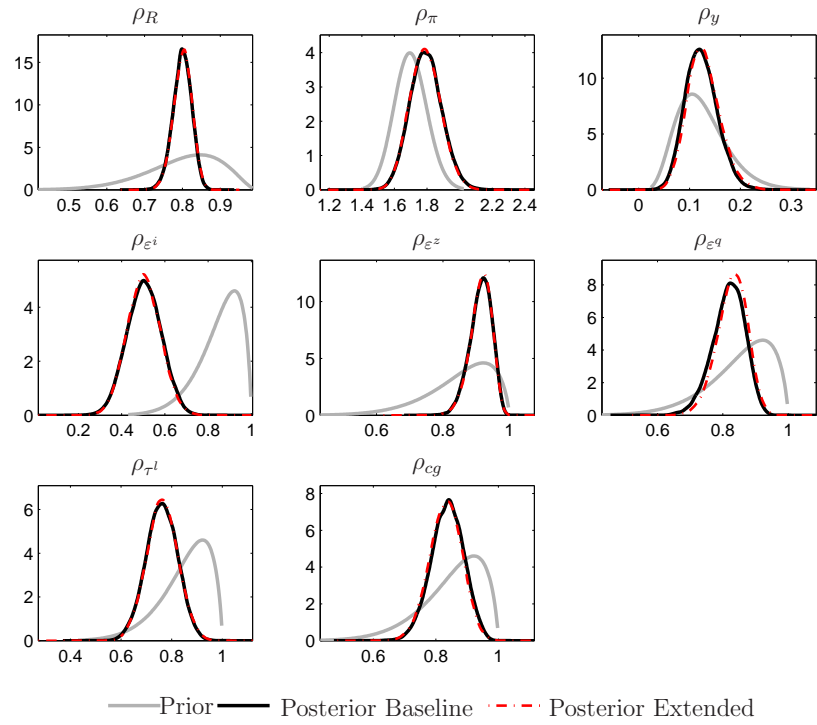 ρ_R ρ_π ρ_y
15 10 5 0 0.5 0.6 0.7 0.8 0.9
4 3 2 1 0 1.2 1.4 1.6 1.8 2 2.2 2.4
10 5 0 0 0.1 0.2 0.3
ρ_{ε^i} ρ_{ε^z} ρ_{ε^q}
4 2 0 0.2 0.4 0.6 0.8 1
10 5 0 0.6 0.8 1
8 6 4 2 0 0.6 0.8 1
ρ_{τ^l} ρ_{cg}
6 4 2 0 0.4 0.6 0.8 1
8 6 4 2 0 0.6 0.8 1
Prior Posterior Baseline Posterior Extended